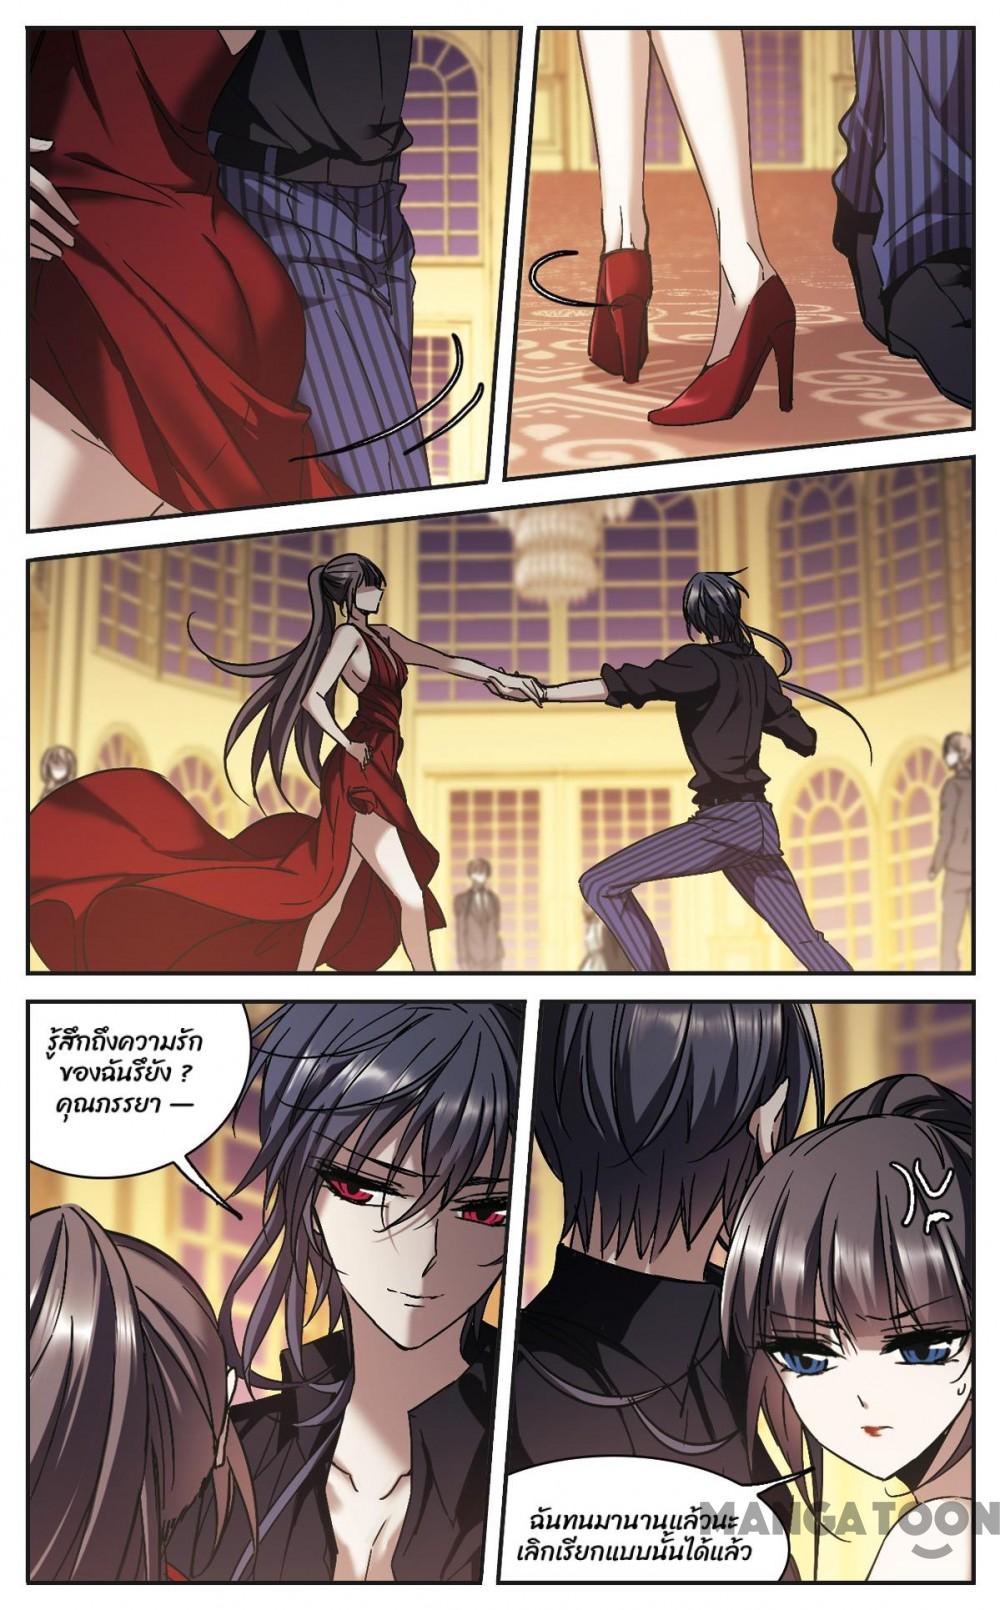 รู้สึกถึงความรัก
ของฉันรึยัง ?
คุณภรรยา —
ฉันทนมานานแล้วนะ
เลิกเรียกแบบนั้นได้แล้ว
MANGATOON